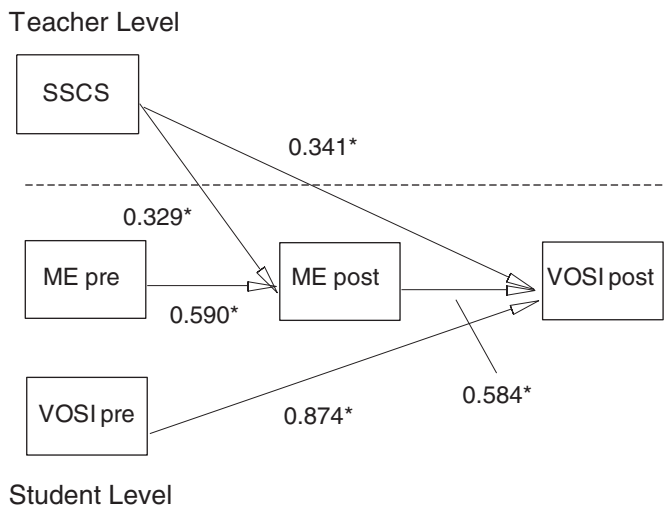 Teacher Level
SSCS
0.341*
0.329*
ME pre
ME post
VOSI post
0.590*
0.584*
VOSI pre
0.874*
Student Level